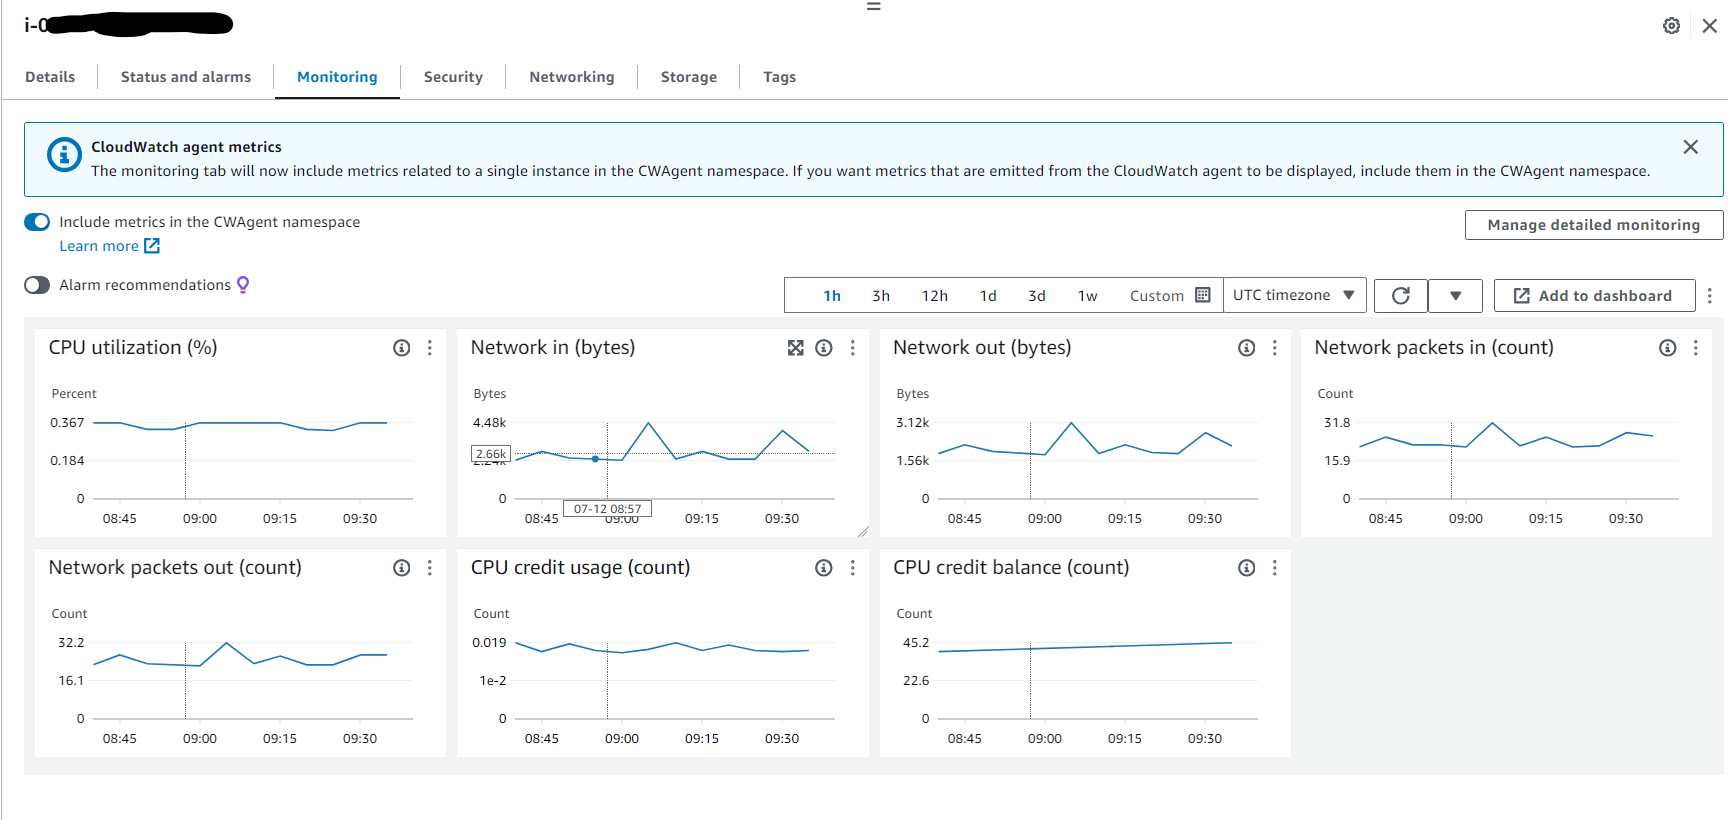 i-0
Details
Status and alarms
Monitoring
Security
Networking
Storage
Tags
CloudWatch agent metrics
The monitoring tab will now include metrics related to a single instance in the CWAgent namespace. If you want metrics that are emitted from the CloudWatch agent to be displayed, include them in the CWAgent namespace.
Include metrics in the CWAgent namespace
Learn more
Manage detailed monitoring
Alarm recommendations
1h 3h 12h 1d 3d 1w Custom
UTC timezone
Add to dashboard
CPU utilization (%)
Percent
0.367
0.184
0
08:45 09:00 09:15 09:30
Network in (bytes)
Bytes
4.48k
2.66k
2.24k
0
07-12 08:57
08:45 09:00 09:15 09:30
Network out (bytes)
Bytes
3.12k
1.56k
0
08:45 09:00 09:15 09:30
Network packets in (count)
Count
31.8
15.9
0
08:45 09:00 09:15 09:30
Network packets out (count)
Count
32.2
16.1
0
08:45 09:00 09:15 09:30
CPU credit usage (count)
Count
0.019
1e-2
0
08:45 09:00 09:15 09:30
CPU credit balance (count)
Count
45.2
22.6
0
08:45 09:00 09:15 09:30